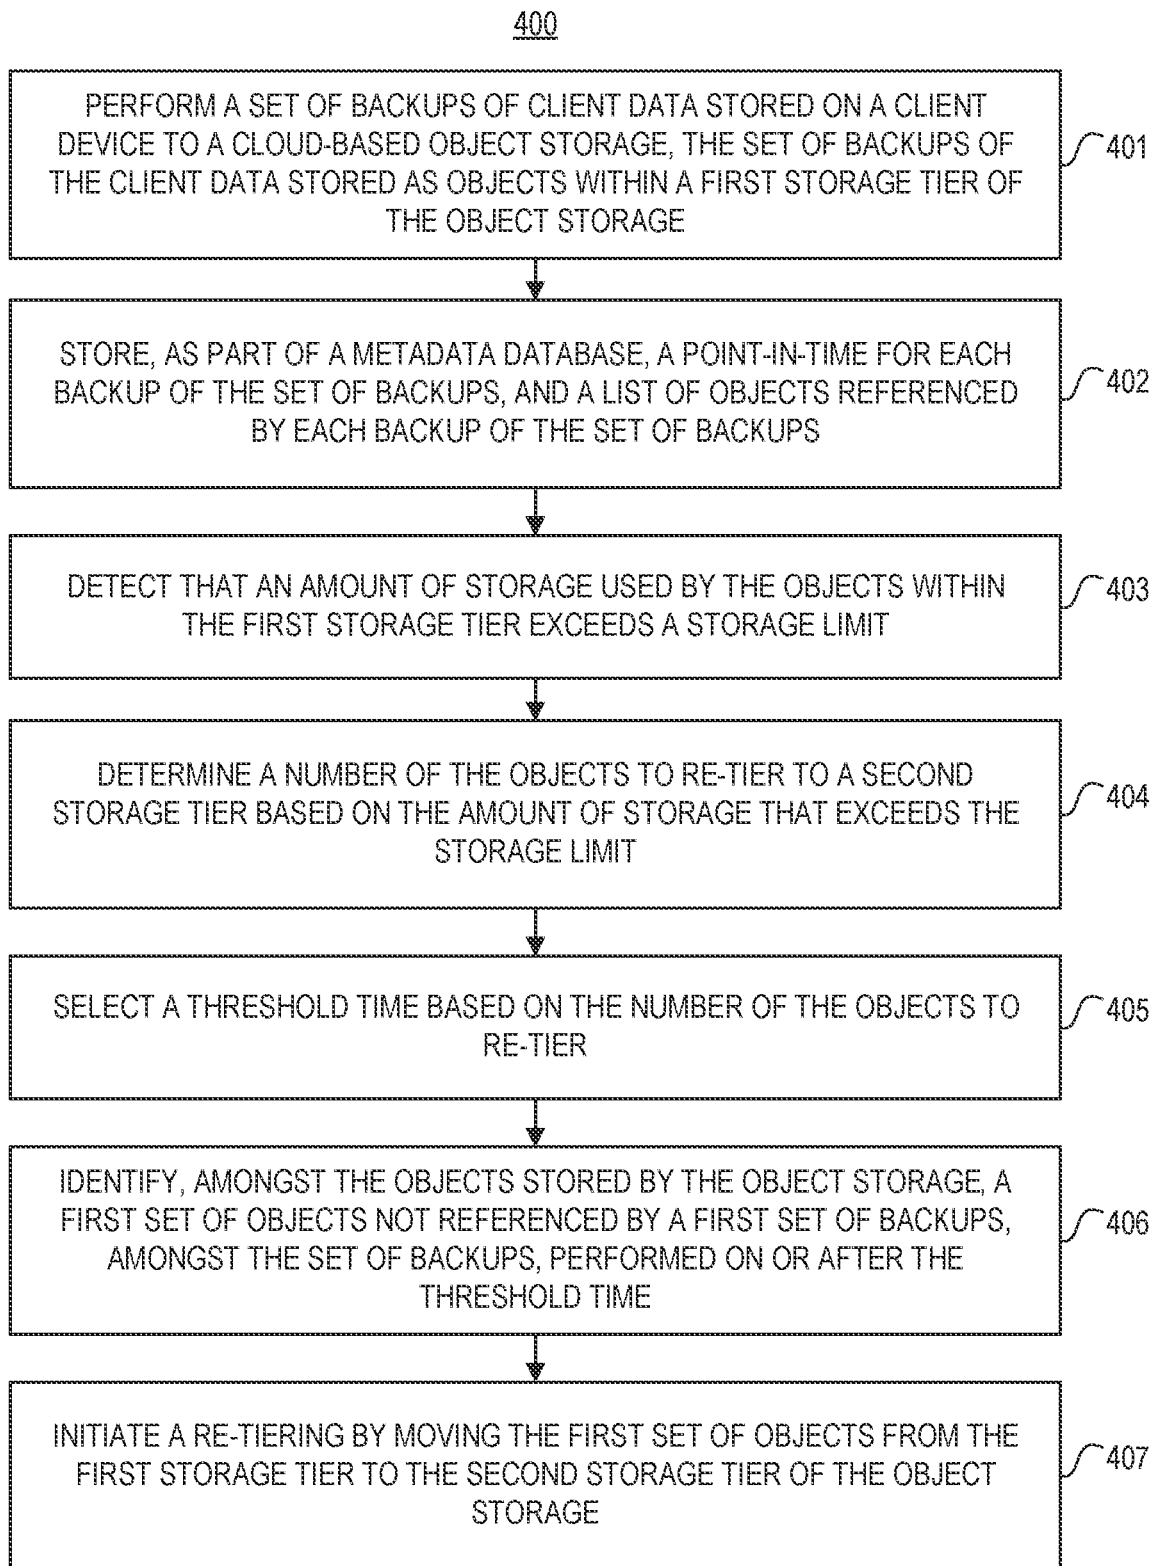 400
PERFORM A SET OF BACKUPS OF CLIENT DATA STORED ON A CLIENT
DEVICE TO A CLOUD-BASED OBJECT STORAGE, THE SET OF BACKUPS OF
THE CLIENT DATA STORED AS OBJECTS WITHIN A FIRST STORAGE TIER OF
THE OBJECT STORAGE
401
STORE, AS PART OF A METADATA DATABASE, A POINT-IN-TIME FOR EACH
BACKUP OF THE SET OF BACKUPS, AND A LIST OF OBJECTS REFERENCED
BY EACH BACKUP OF THE SET OF BACKUPS
402
DETECT THAT AN AMOUNT OF STORAGE USED BY THE OBJECTS WITHIN
THE FIRST STORAGE TIER EXCEEDS A STORAGE LIMIT
403
DETERMINE A NUMBER OF THE OBJECTS TO RE-TIER TO A SECOND
STORAGE TIER BASED ON THE AMOUNT OF STORAGE THAT EXCEEDS THE
STORAGE LIMIT
404
SELECT A THRESHOLD TIME BASED ON THE NUMBER OF THE OBJECTS TO
RE-TIER
405
IDENTIFY, AMONGST THE OBJECTS STORED BY THE OBJECT STORAGE, A
FIRST SET OF OBJECTS NOT REFERENCED BY A FIRST SET OF BACKUPS,
AMONGST THE SET OF BACKUPS, PERFORMED ON OR AFTER THE
THRESHOLD TIME
406
INITIATE A RE-TIERING BY MOVING THE FIRST SET OF OBJECTS FROM THE
FIRST STORAGE TIER TO THE SECOND STORAGE TIER OF THE OBJECT
STORAGE
407